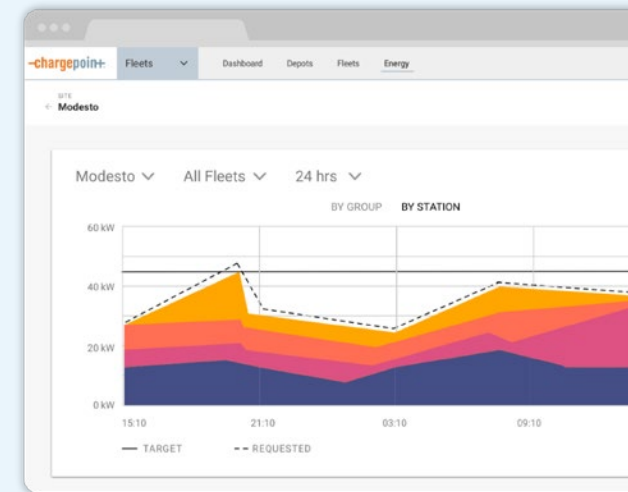 -chargepoin+
Fleets
Dashboard Depots Fleets Energy
SITE
Modesto
Modesto All Fleets 24 hrs
BY GROUP BY STATION
60 kW
40 kW
20 kW
0 kW
15:10 21:10 03:10 09:10
TARGET REQUESTED